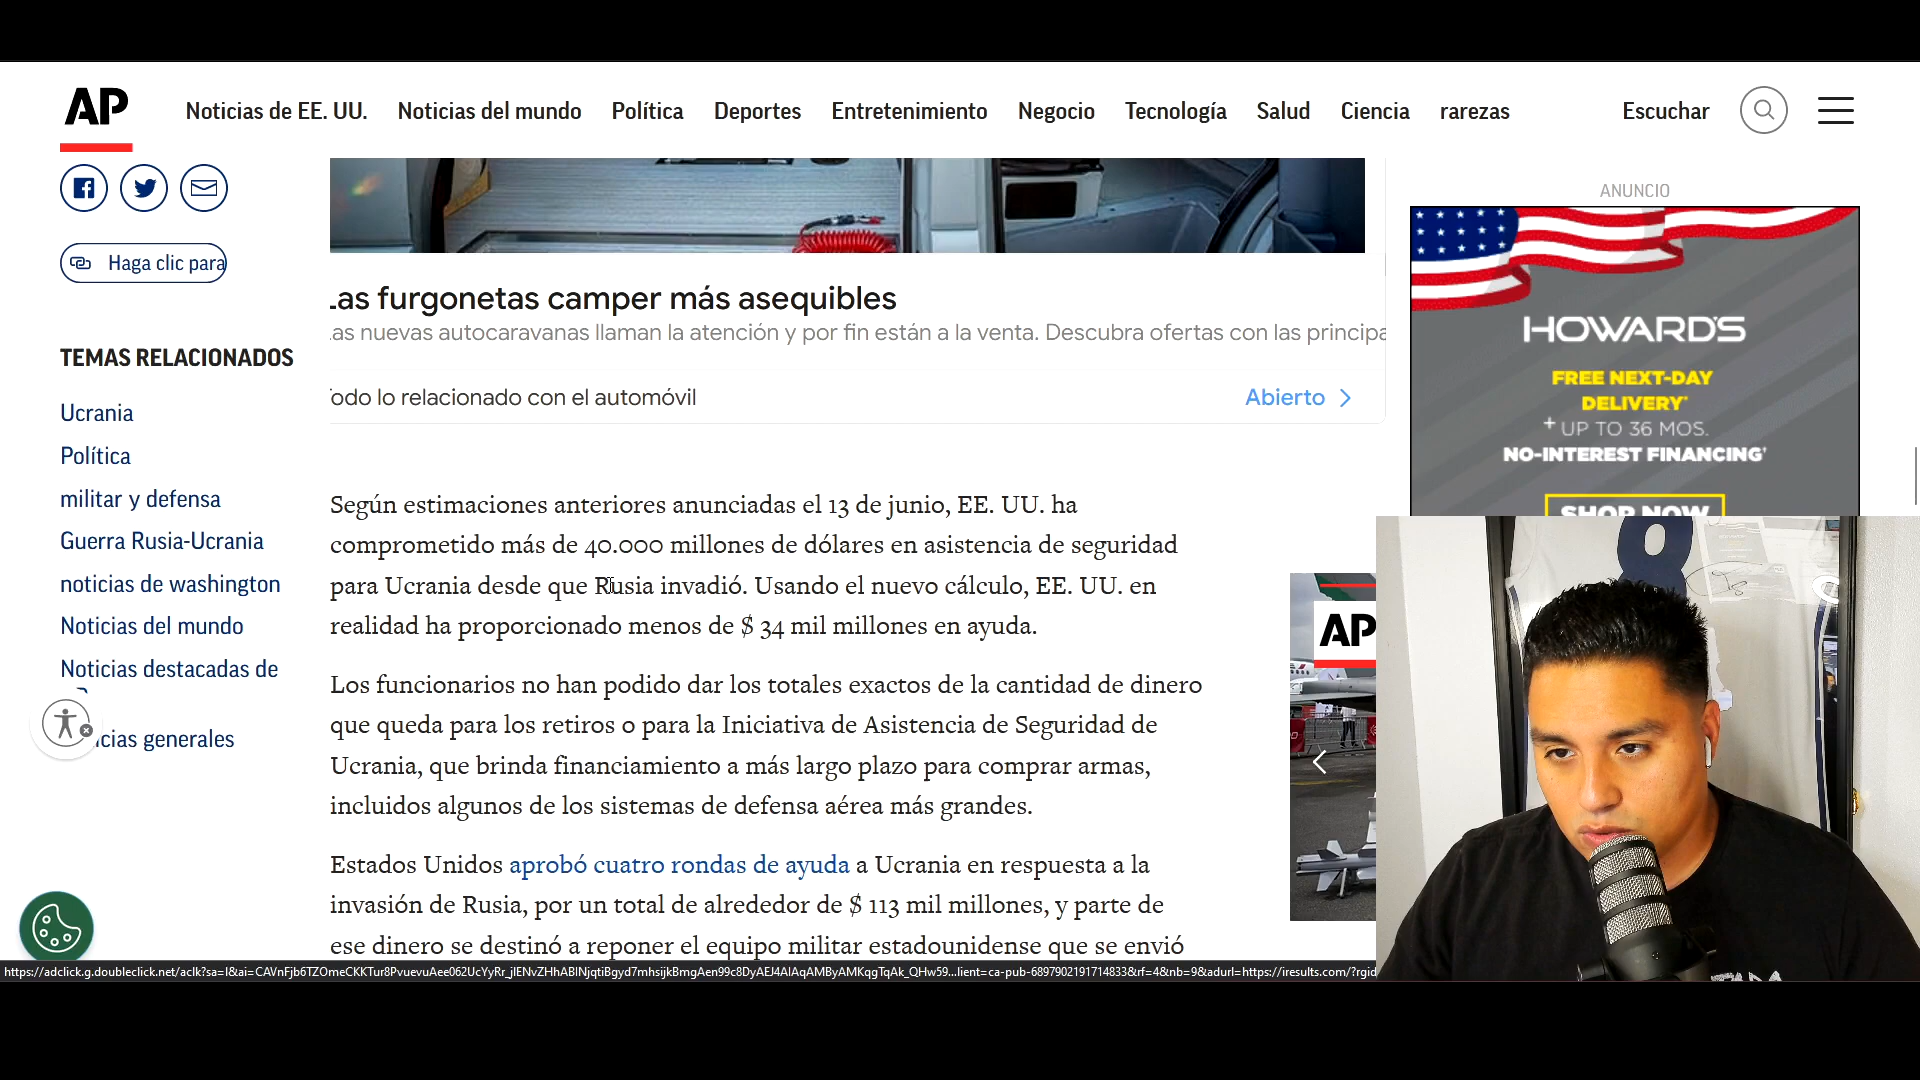 AP
Noticias de EE. UU. Noticias del mundo Política Deportes Entretenimiento Negocio Tecnología Salud Ciencia rarezas Escuchar
Haga clic para
TEMAS RELACIONADOS
Ucrania
Política
militar y defensa
Guerra Rusia-Ucrania
noticias de washington
Noticias del mundo
Noticias destacadas de
cias generales
as furgonetas camper más asequibles
as nuevas autocaravanas llaman la atención y por fin están a la venta. Descubra ofertas con las principa
odo lo relacionado con el automóvil
Abierto
Según estimaciones anteriores anunciadas el 13 de junio, EE. UU. ha
comprometido más de 40.000 millones de dólares en asistencia de seguridad
para Ucrania desde que Rusia invadió. Usando el nuevo cálculo, EE. UU. en
realidad ha proporcionado menos de $ 34 mil millones en ayuda.
Los funcionarios no han podido dar los totales exactos de la cantidad de dinero
que queda para los retiros o para la Iniciativa de Asistencia de Seguridad de
Ucrania, que brinda financiamiento a más largo plazo para comprar armas,
incluidos algunos de los sistemas de defensa aérea más grandes.
Estados Unidos aprobó cuatro rondas de ayuda a Ucrania en respuesta a la
invasión de Rusia, por un total de alrededor de $ 113 mil millones, y parte de
ese dinero se destinó a reponer el equipo militar estadounidense que se envió
ANUNCIO
HOWARD'S
FREE NEXT-DAY
DELIVERY*
+UP TO 36 MOS.
NO-INTEREST FINANCING†
SHOP NOW
AP